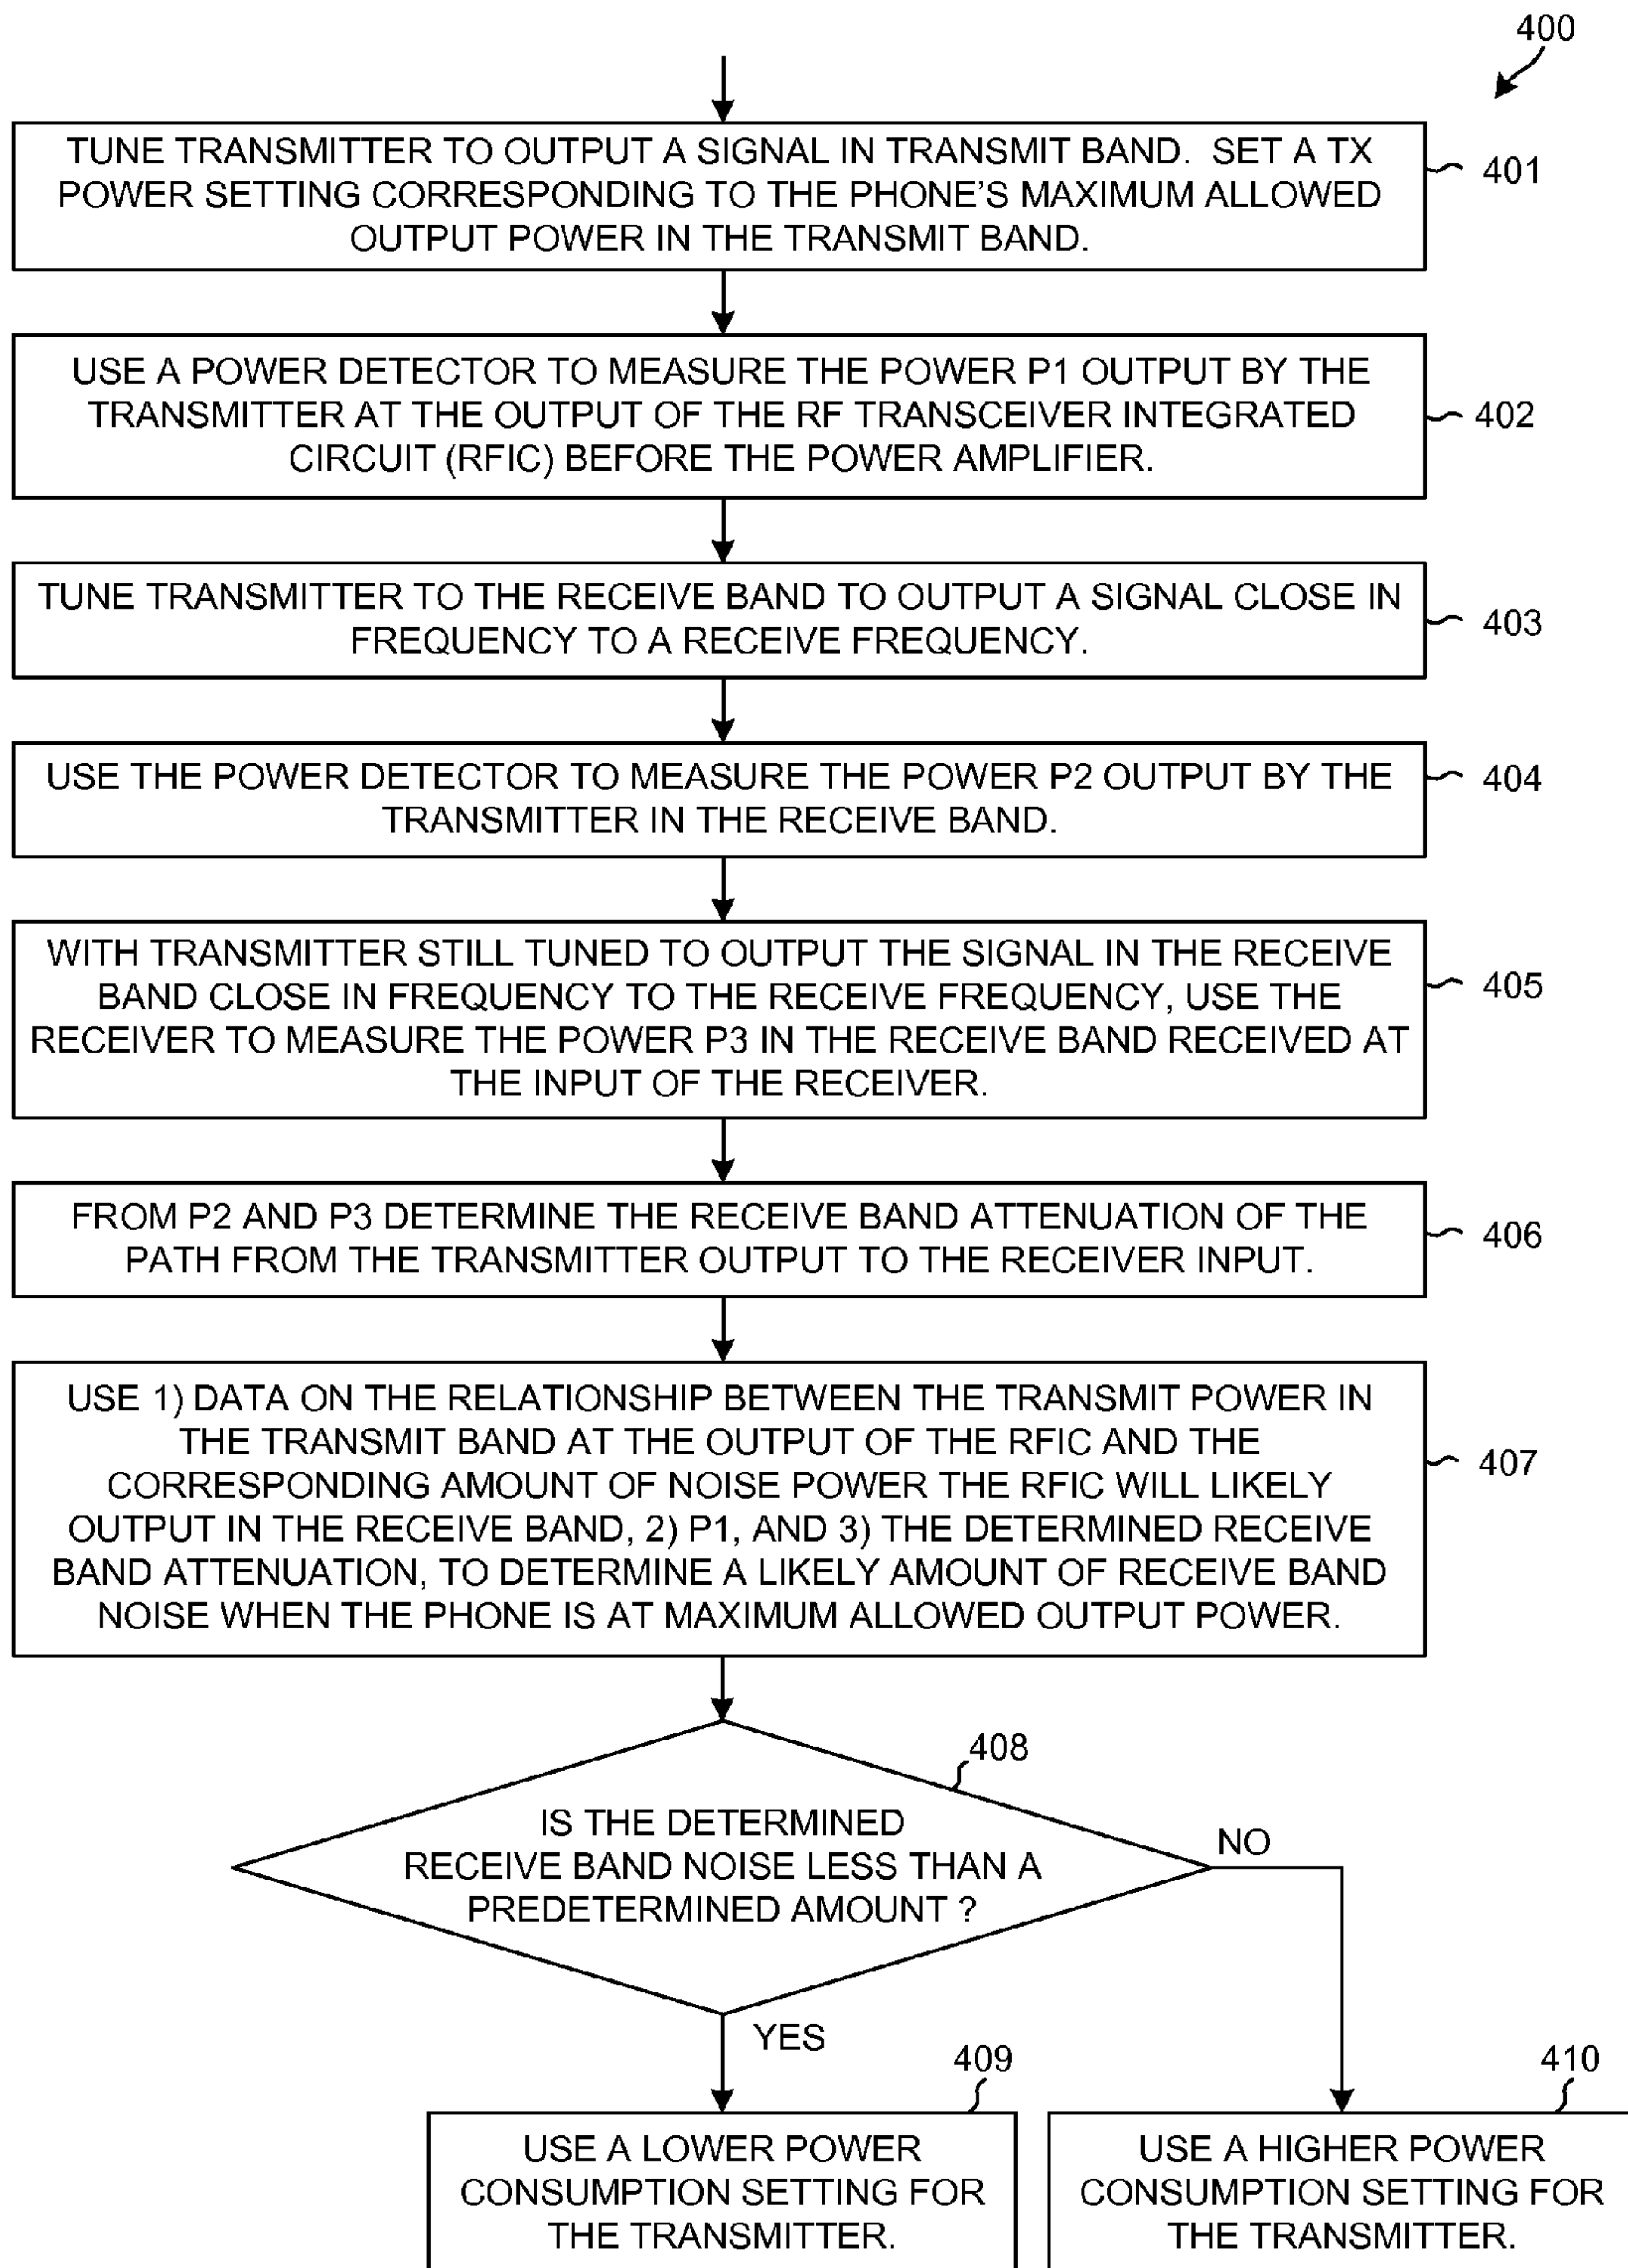 400
TUNE TRANSMITTER TO OUTPUT A SIGNAL IN TRANSMIT BAND. SET A TX
POWER SETTING CORRESPONDING TO THE PHONE'S MAXIMUM ALLOWED
OUTPUT POWER IN THE TRANSMIT BAND.
401
USE A POWER DETECTOR TO MEASURE THE POWER P1 OUTPUT BY THE
TRANSMITTER AT THE OUTPUT OF THE RF TRANSCEIVER INTEGRATED
CIRCUIT (RFIC) BEFORE THE POWER AMPLIFIER.
402
TUNE TRANSMITTER TO THE RECEIVE BAND TO OUTPUT A SIGNAL CLOSE IN
FREQUENCY TO A RECEIVE FREQUENCY.
403
USE THE POWER DETECTOR TO MEASURE THE POWER P2 OUTPUT BY THE
TRANSMITTER IN THE RECEIVE BAND.
404
WITH TRANSMITTER STILL TUNED TO OUTPUT THE SIGNAL IN THE RECEIVE
BAND CLOSE IN FREQUENCY TO THE RECEIVE FREQUENCY, USE THE
RECEIVER TO MEASURE THE POWER P3 IN THE RECEIVE BAND RECEIVED AT
THE INPUT OF THE RECEIVER.
405
FROM P2 AND P3 DETERMINE THE RECEIVE BAND ATTENUATION OF THE
PATH FROM THE TRANSMITTER OUTPUT TO THE RECEIVER INPUT.
406
USE 1) DATA ON THE RELATIONSHIP BETWEEN THE TRANSMIT POWER IN
THE TRANSMIT BAND AT THE OUTPUT OF THE RFIC AND THE
CORRESPONDING AMOUNT OF NOISE POWER THE RFIC WILL LIKELY
OUTPUT IN THE RECEIVE BAND, 2) P1, AND 3) THE DETERMINED RECEIVE
BAND ATTENUATION, TO DETERMINE A LIKELY AMOUNT OF RECEIVE BAND
NOISE WHEN THE PHONE IS AT MAXIMUM ALLOWED OUTPUT POWER.
407
408
IS THE DETERMINED
RECEIVE BAND NOISE LESS THAN A
PREDETERMINED AMOUNT ?
NO
YES
409
410
USE A LOWER POWER
CONSUMPTION SETTING FOR
THE TRANSMITTER.
USE A HIGHER POWER
CONSUMPTION SETTING FOR
THE TRANSMITTER.